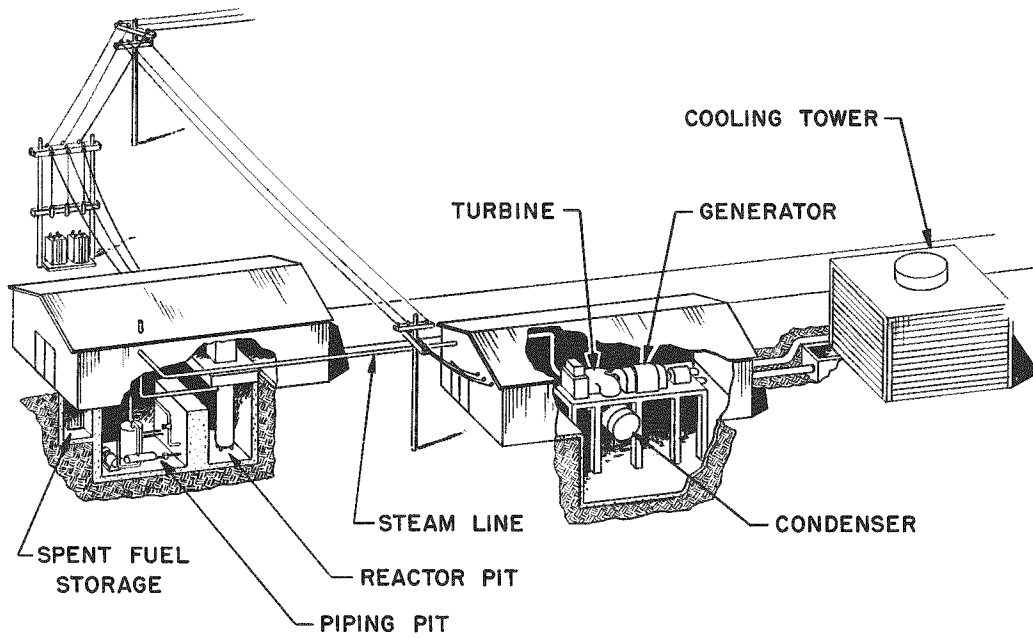 COOLING TOWER
TURBINE
GENERATOR
STEAM LINE
CONDENSER
SPENT FUEL
STORAGE
REACTOR PIT
PIPING PIT